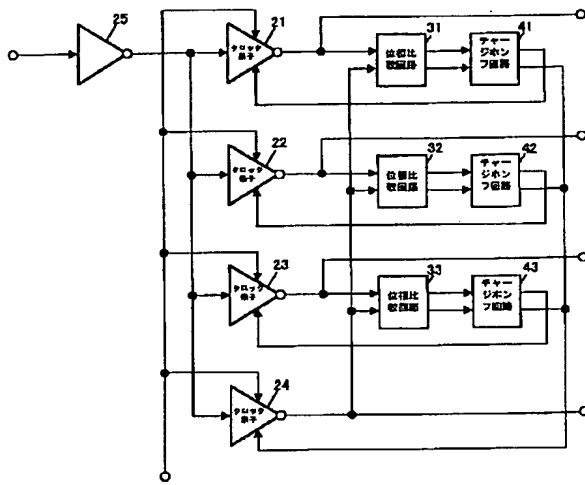 25
21
クロック
素子
31
位相比
較回路
41
チャー
ジポン
プ回路
22
クロック
素子
32
位相比
較回路
42
チャー
ジポン
プ回路
23
クロック
素子
33
位相比
較回路
43
チャー
ジポン
プ回路
24
クロック
素子